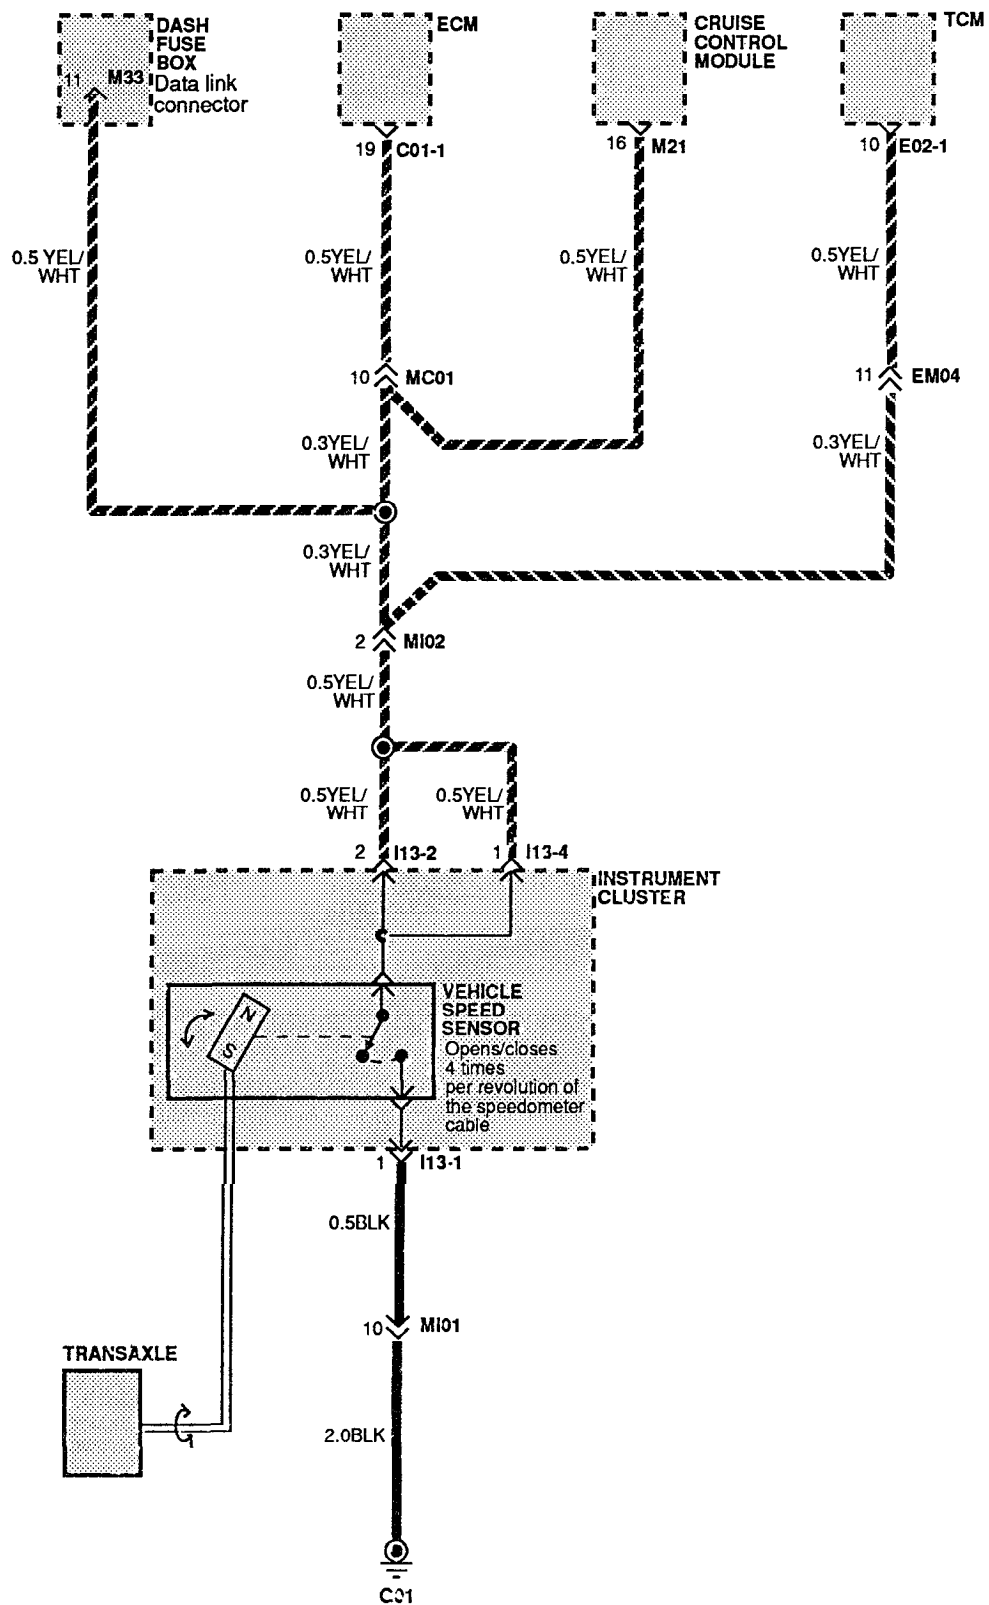 DASH
FUSE
BOX
Data link
connector
11
M33
ECM
CRUISE
CONTROL
MODULE
TCM
19
C01-1
16
M21
10
E02-1
0.5 YEL/
WHT
0.5YEL/
WHT
0.5YEL/
WHT
0.5YEL/
WHT
10
MC01
11
EM04
0.3YEL/
WHT
0.3YEL/
WHT
0.3YEL/
WHT
2
MI02
0.5YEL/
WHT
0.5YEL/
WHT
0.5YEL/
WHT
2
I13-2
1
I13-4
INSTRUMENT
CLUSTER
N
S
VEHICLE
SPEED
SENSOR
Opens/closes
4 times
per revolution of
the speedometer
cable
1
I13-1
0.5BLK
10
MI01
TRANSAXLE
2.0BLK